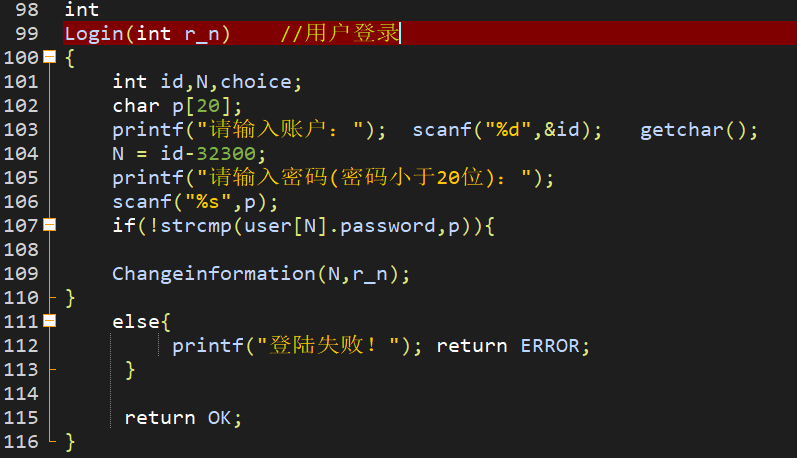 98 int
99 Login(int r_n) //用户登录
100 {
101 int id,N,choice;
102 char p[20];
103 printf("请输入账户: "); scanf("%d",&id); getchar();
104 N = id-32300;
105 printf("请输入密码(密码小于20位): ");
106 scanf("%s",p);
107 if(!strcmp(user[N].password,p)){
108
109 Changeinformation(N,r_n);
110 }
111 else{
112 printf("登陆失败! "); return ERROR;
113 }
114
115 return OK;
116 }